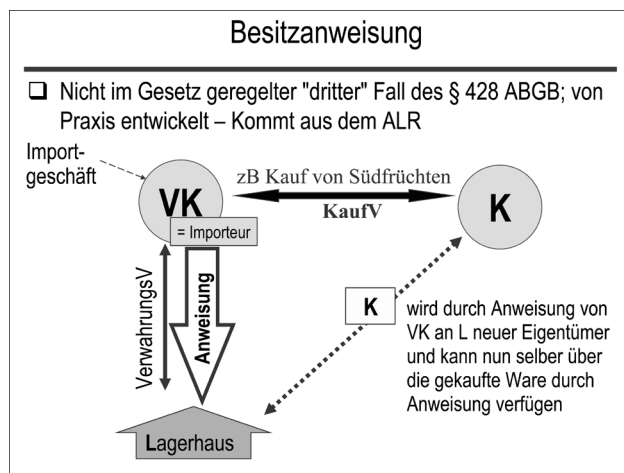 Besitzanweisung
❑ Nicht im Gesetz geregelter "dritter" Fall des § 428 ABGB; von
Praxis entwickelt – Kommt aus dem ALR
Import-
geschäft
zB Kauf von Südfrüchten
VK
KaufV
K
= Importeur
VerwahrungsV
Anweisung
K
wird durch Anweisung von
VK an L neuer Eigentümer
und kann nun selber über
die gekaufte Ware durch
Anweisung verfügen
Lagerhaus